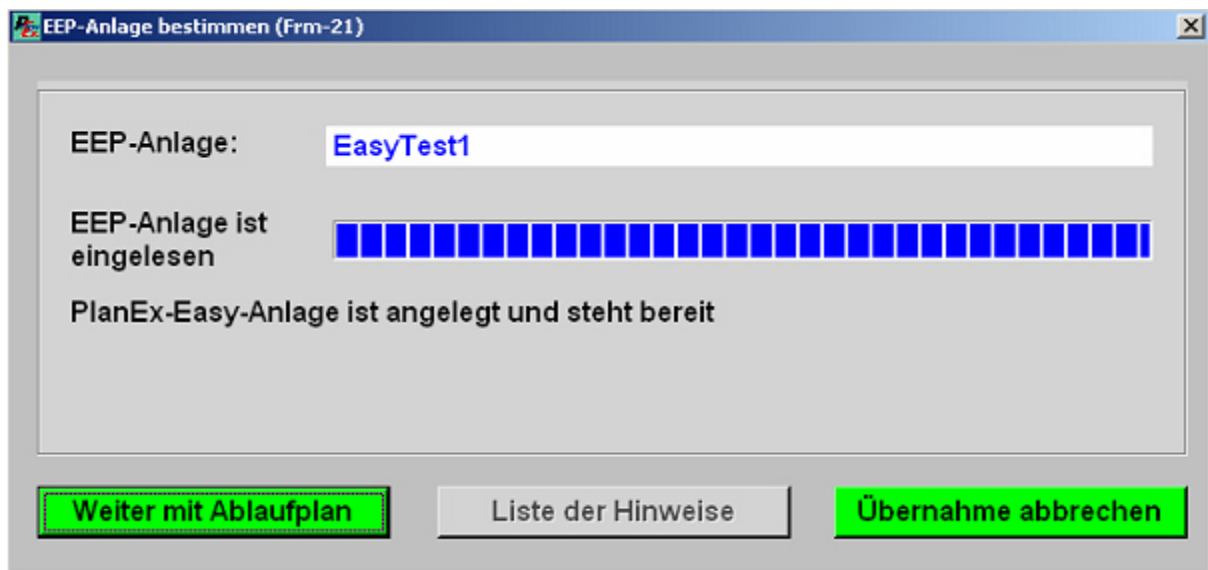 EEP-Anlage bestimmen (Frm-21)
EEP-Anlage: EasyTest1
EEP-Anlage ist
eingelesen
PlanEx-Easy-Anlage ist angelegt und steht bereit
Weiter mit Ablaufplan Liste der Hinweise Übernahme abbrechen